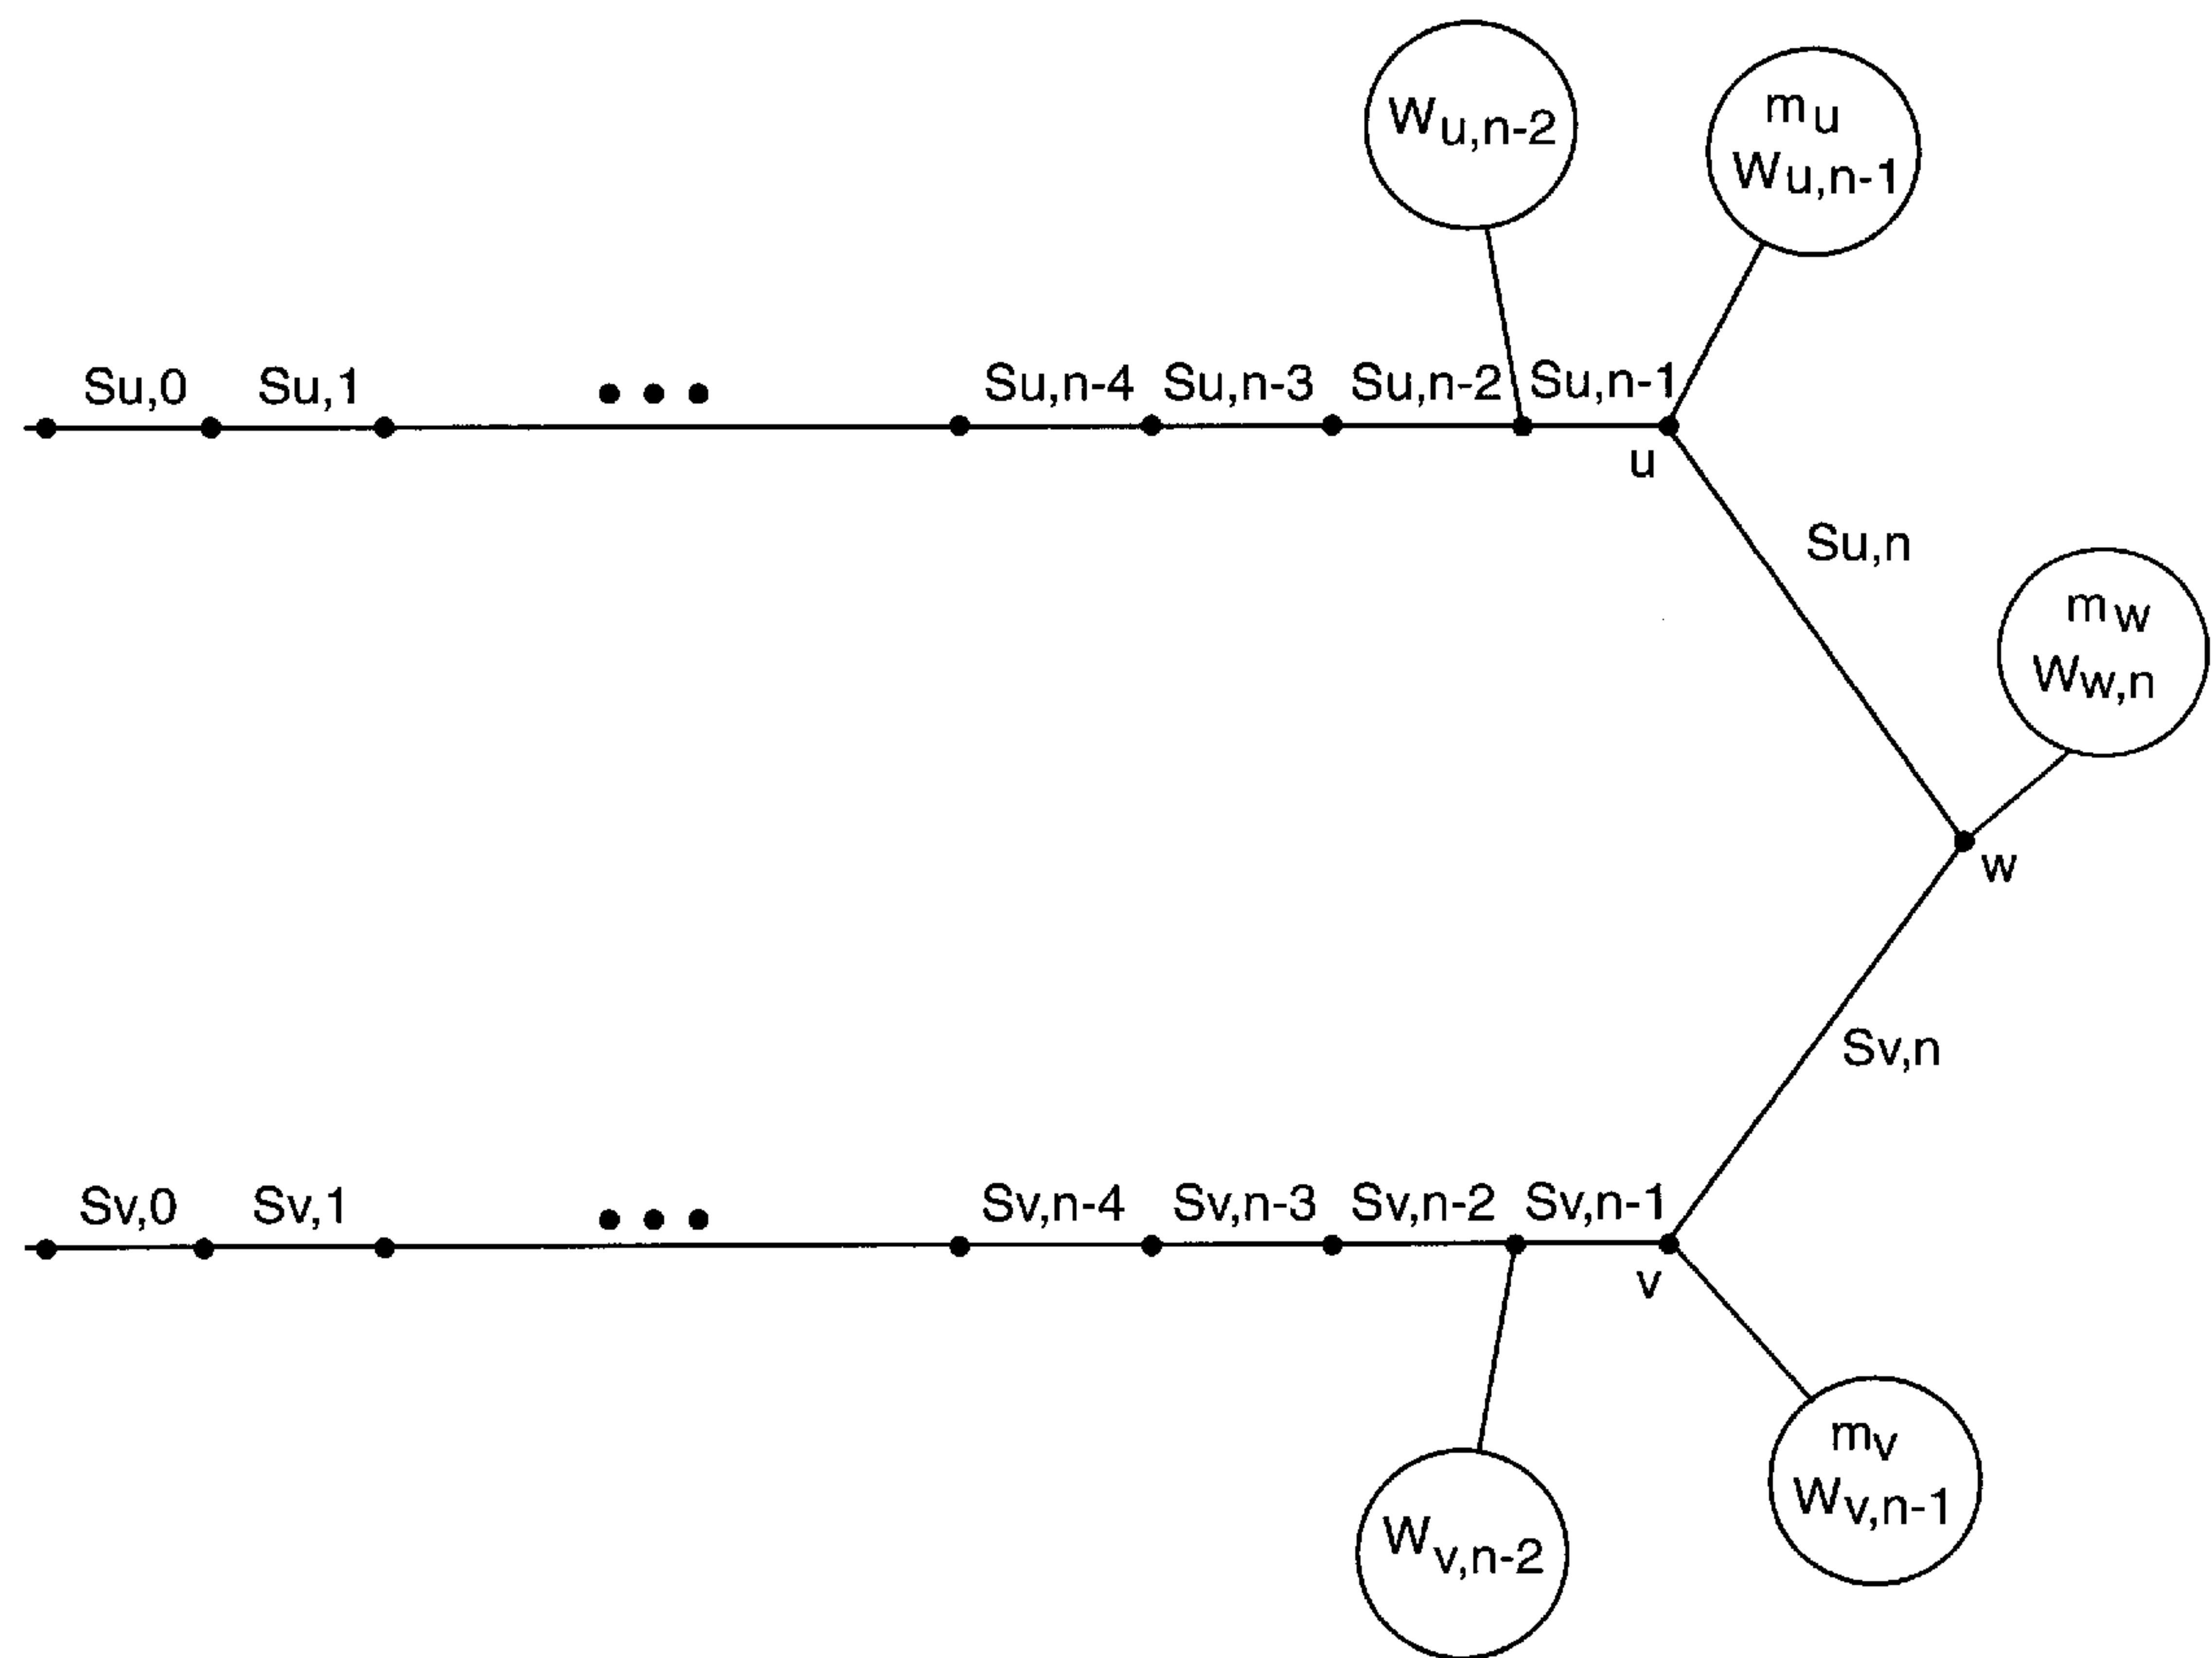 Wu,n-2
mu
Wu,n-1
Su,0 Su,1 ••• Su,n-4 Su,n-3 Su,n-2 Su,n-1
u
Su,n
mw
Ww,n
w
Sv,n
Sv,0 Sv,1 ••• Sv,n-4 Sv,n-3 Sv,n-2 Sv,n-1
v
mv
Wv,n-1
Wv,n-2